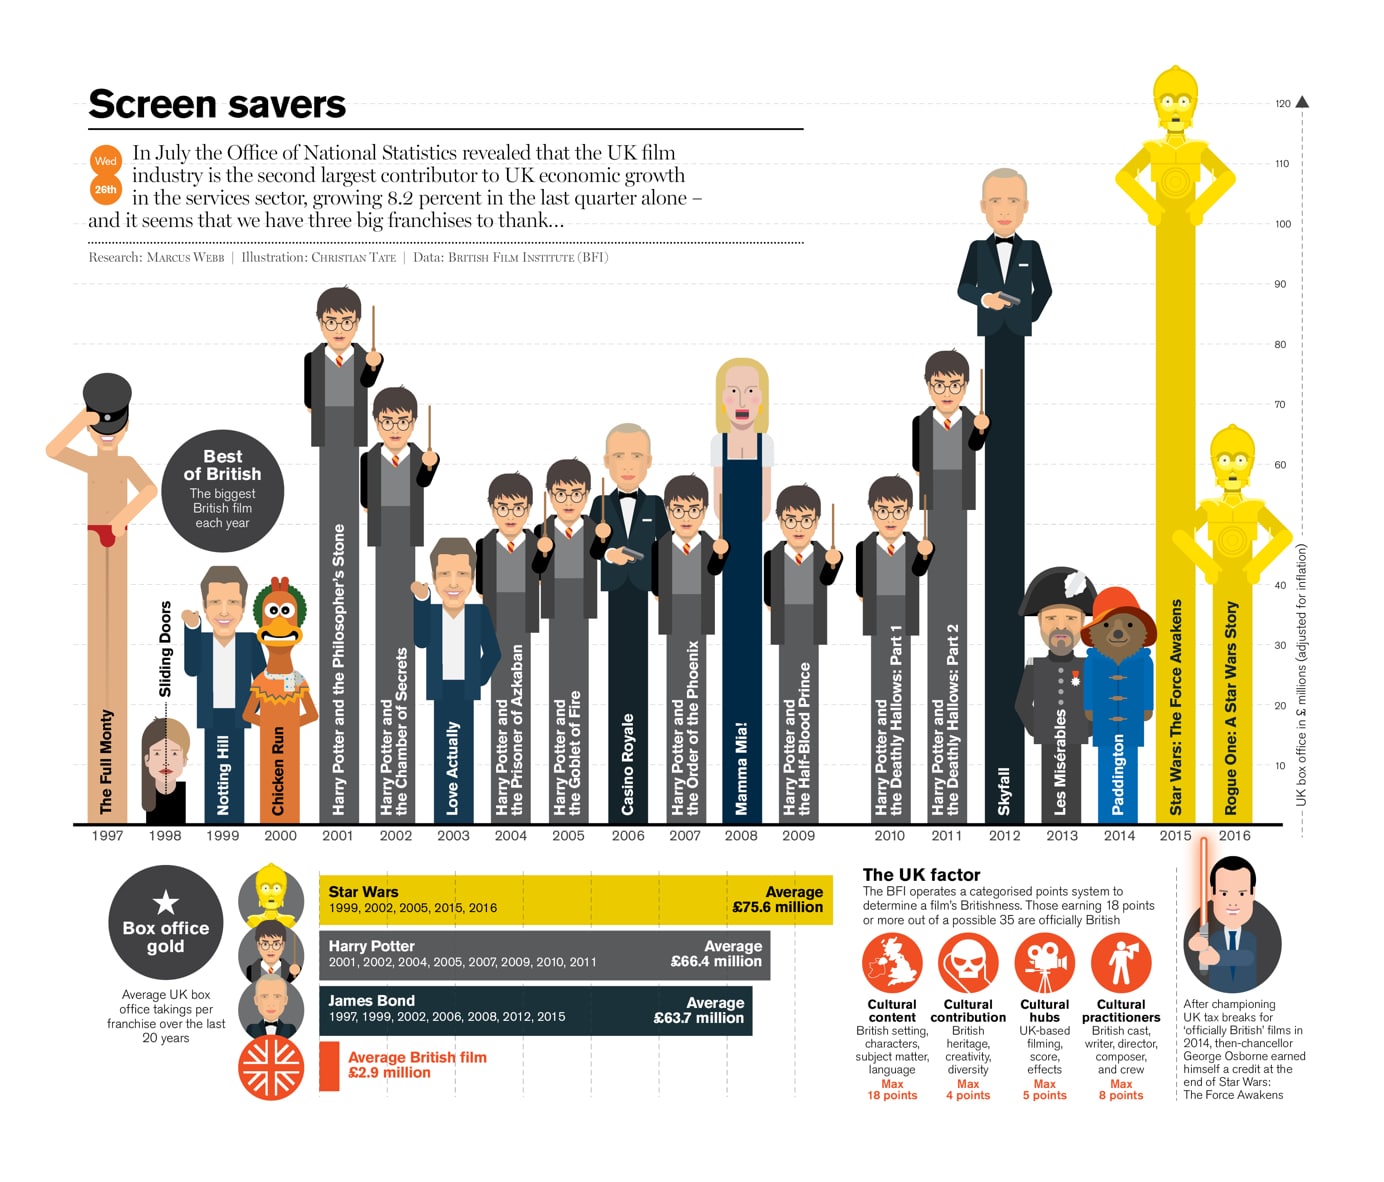 Screen savers
Wed
26th
In July the Office of National Statistics revealed that the UK film
industry is the second largest contributor to UK economic growth
in the services sector, growing 8.2 percent in the last quarter alone –
and it seems that we have three big franchises to thank...
Research: Marcus Webb | Illustration: Christian Tate | Data: British Film Institute (BFI)
Best
of British
The biggest
British film
each year
120
110
100
90
80
70
60
40
30
20
10
UK box office in £ millions (adjusted for inflation)
The Full Monty
Sliding Doors
Notting Hill
Chicken Run
Harry Potter and the Philosopher's Stone
Harry Potter and
the Chamber of Secrets
Love Actually
Harry Potter and
the Prisoner of Azkaban
Harry Potter and
the Goblet of Fire
Casino Royale
Harry Potter and
the Order of the Phoenix
Mamma Mia!
Harry Potter and
the Half-Blood Prince
Harry Potter and
the Deathly Hallows: Part 1
Harry Potter and
the Deathly Hallows: Part 2
Skyfall
Les Misérables
Paddington
Star Wars: The Force Awakens
Rogue One: A Star Wars Story
1997 1998 1999 2000 2001 2002 2003 2004 2005 2006 2007 2008 2009 2010 2011 2012 2013 2014 2015 2016
Box office
gold
Average UK box
office takings per
franchise over the last
20 years
Star Wars
1999, 2002, 2005, 2015, 2016
Average
£75.6 million
Harry Potter
2001, 2002, 2004, 2005, 2007, 2009, 2010, 2011
Average
£66.4 million
James Bond
1997, 1999, 2002, 2006, 2008, 2012, 2015
Average
£63.7 million
Average British film
£2.9 million
The UK factor
The BFI operates a categorised points system to
determine a film's Britishness. Those earning 18 points
or more out of a possible 35 are officially British
Cultural
content
British setting,
characters,
subject matter,
language
Max
18 points
Cultural
contribution
British
heritage,
creativity,
diversity
Max
4 points
Cultural
hubs
UK-based
filming,
score,
effects
Max
5 points
Cultural
practitioners
British cast,
writer, director,
composer,
and crew
Max
8 points
After championing
UK tax breaks for
'officially British' films in
2014, then-chancellor
George Osborne earned
himself a credit at the
end of Star Wars:
The Force Awakens